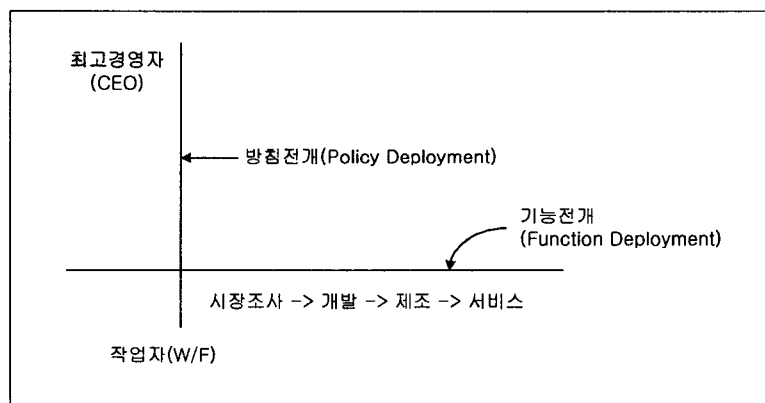 최고경영자
(CEO)
방침전개(Policy Deployment)
기능전개
(Function Deployment)
시장조사 -> 개발 -> 제조 -> 서비스
작업자(W/F)